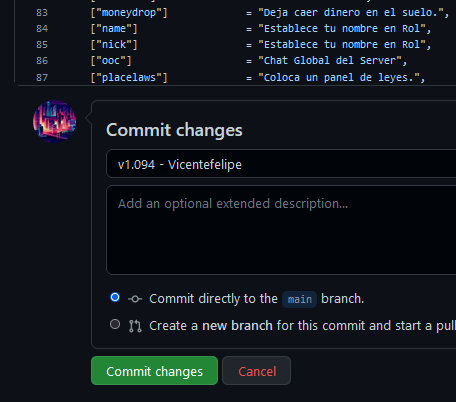 83 ["moneydrop"] = "Deja caer dinero en el suelo.",
84 ["name"] = "Establece tu nombre en Rol",
85 ["nick"] = "Establece tu nombre en Rol",
86 ["ooc"] = "Chat Global del Server",
87 ["placelaws"] = "Coloca un panel de leyes.",
Commit changes
v1.094 - Vicentefelipe
Add an optional extended description...
Commit directly to the main branch.
Create a new branch for this commit and start a pull
Commit changes
Cancel